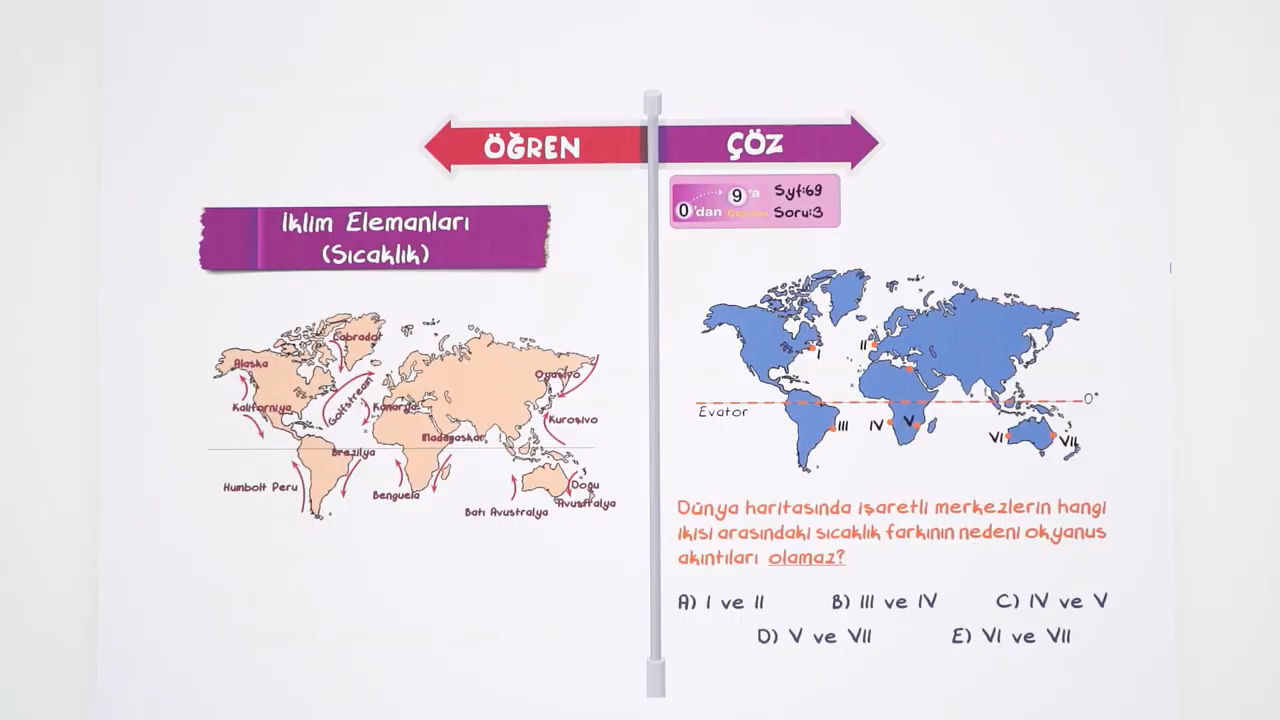 ÖĞREN
ÇÖZ
0'dan 9'a Coğrafya
Syf:69
Soru:3
İklim Elemanları
(Sıcaklık)
Labrador
Alaska
Oyaşivo
Golfstream
Kaliforniya
Kanarya
Kuroşivo
Madagaskar
Brezilya
Humbolt Peru
Benguela
Doğu
Avustralya
Batı Avustralya
I
II
Evator
0°
III
IV
V
VI
VII
Dünya haritasında işaretli merkezlerin hangi
ikisi arasındaki sıcaklık farkının nedeni okyanus
akıntıları olamaz?
A) I ve II B) III ve IV C) IV ve V
D) V ve VII E) VI ve VII